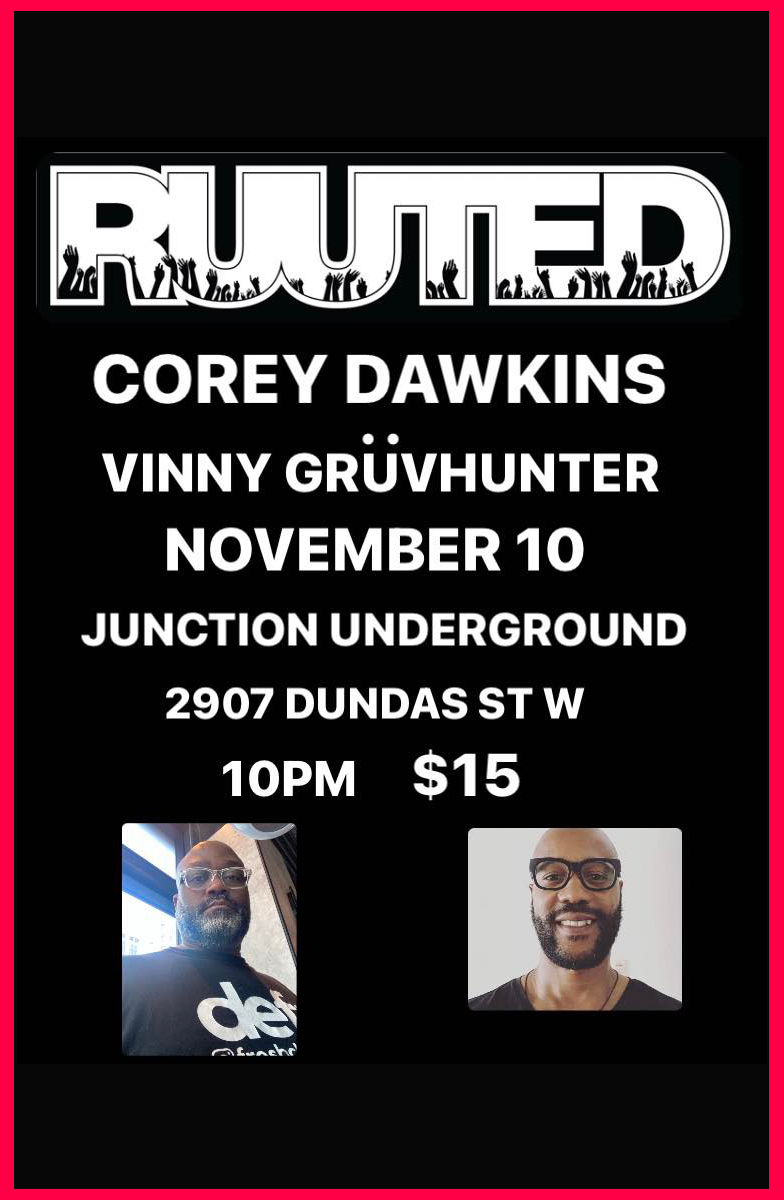 RUUTED
COREY DAWKINS
VINNY GRÜVHUNTER
NOVEMBER 10
JUNCTION UNDERGROUND
2907 DUNDAS ST W
10PM $15